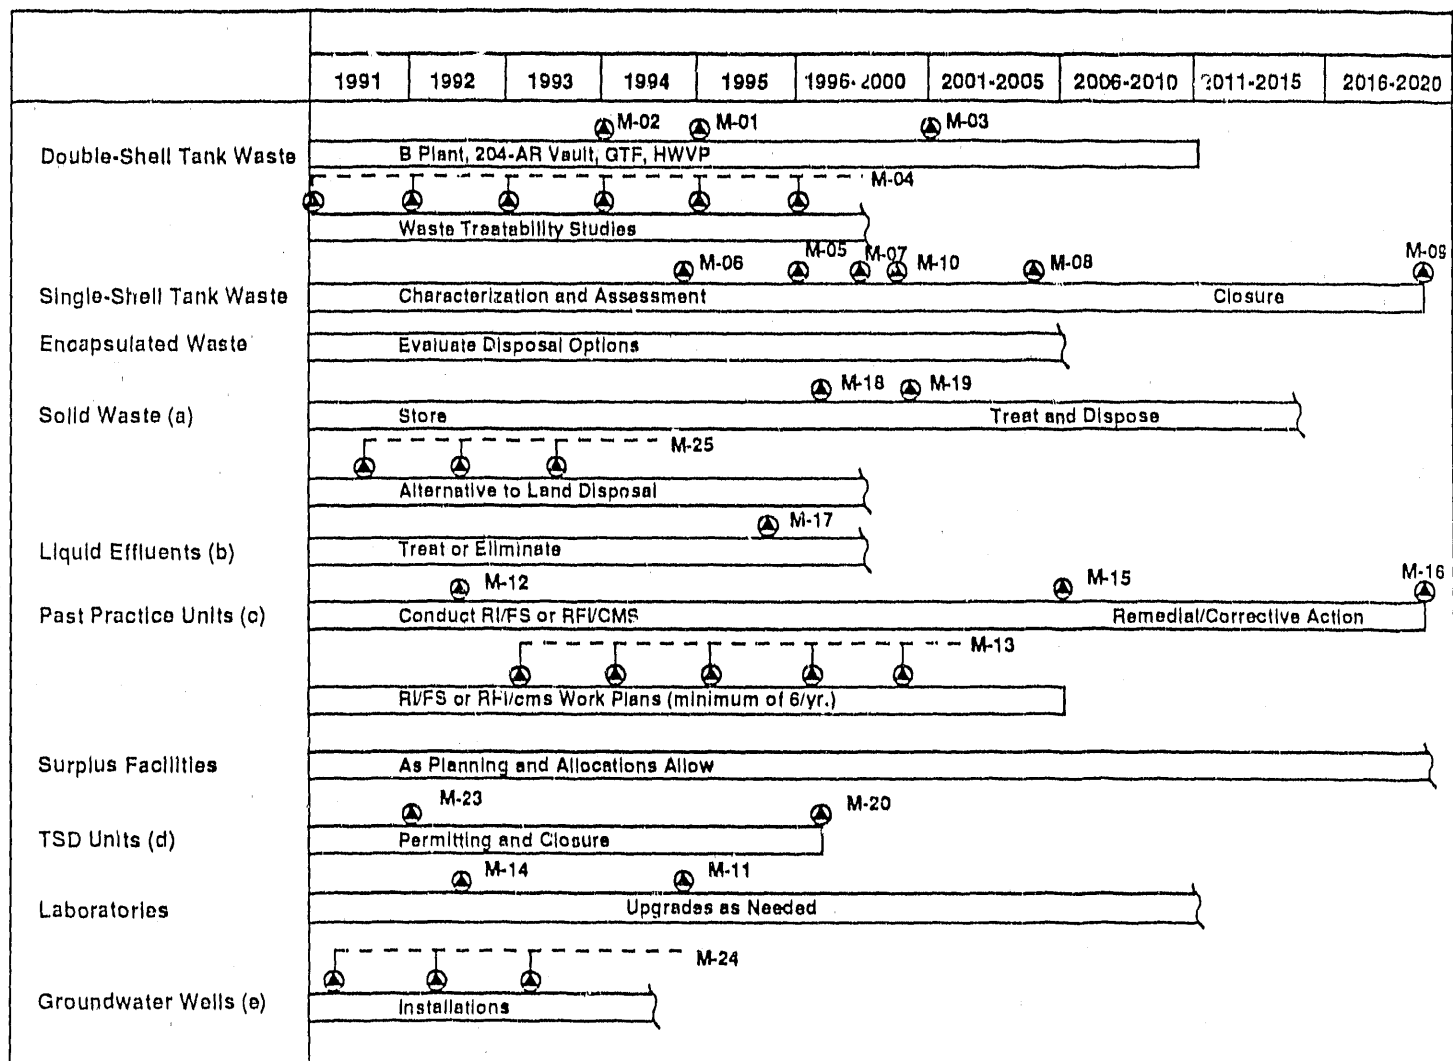 1991 1992 1993 1994 1995 1996-2000 2001-2005 2006-2010 2011-2015 2016-2020
M-02 M-01 M-03
Double-Shell Tank Waste
B Plant, 204-AR Vault, GTF, HWVP
M-04
Waste Treatability Studies
M-06 M-05 M-07 M-10 M-08 M-09
Single-Shell Tank Waste
Characterization and Assessment Closure
Encapsulated Waste
Evaluate Disposal Options
M-18 M-19
Solid Waste (a)
Store Treat and Dispose
M-25
Alternative to Land Disposal
M-17
Liquid Effluents (b)
Treat or Eliminate
M-12 M-15 M-16
Past Practice Units (c)
Conduct RI/FS or RFI/CMS Remedial/Corrective Action
M-13
RI/FS or RFI/cms Work Plans (minimum of 6/yr.)
Surplus Facilities
As Planning and Allocations Allow
M-23 M-20
TSD Units (d)
Permitting and Closure
M-14 M-11
Laboratories
Upgrades as Needed
M-24
Groundwater Wells (e)
Installations